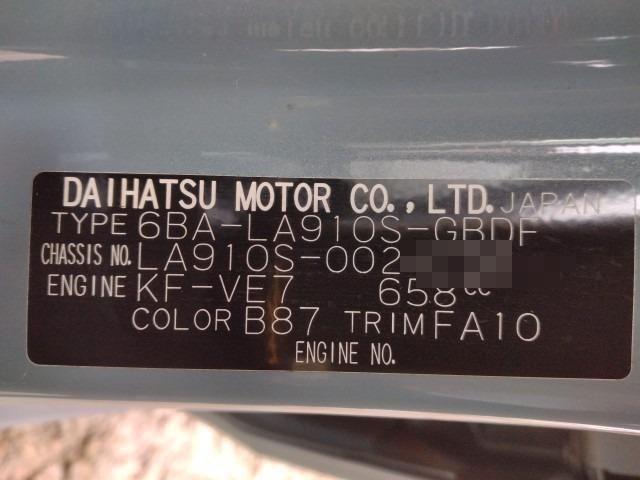 DAIHATSU MOTOR CO., LTD. JAPAN
TYPE 6BA-LA910S-GBDF
CHASSIS NO. LA910S-002
ENGINE KF-VE7 658cc
COLOR B87 TRIM FA10
ENGINE NO.